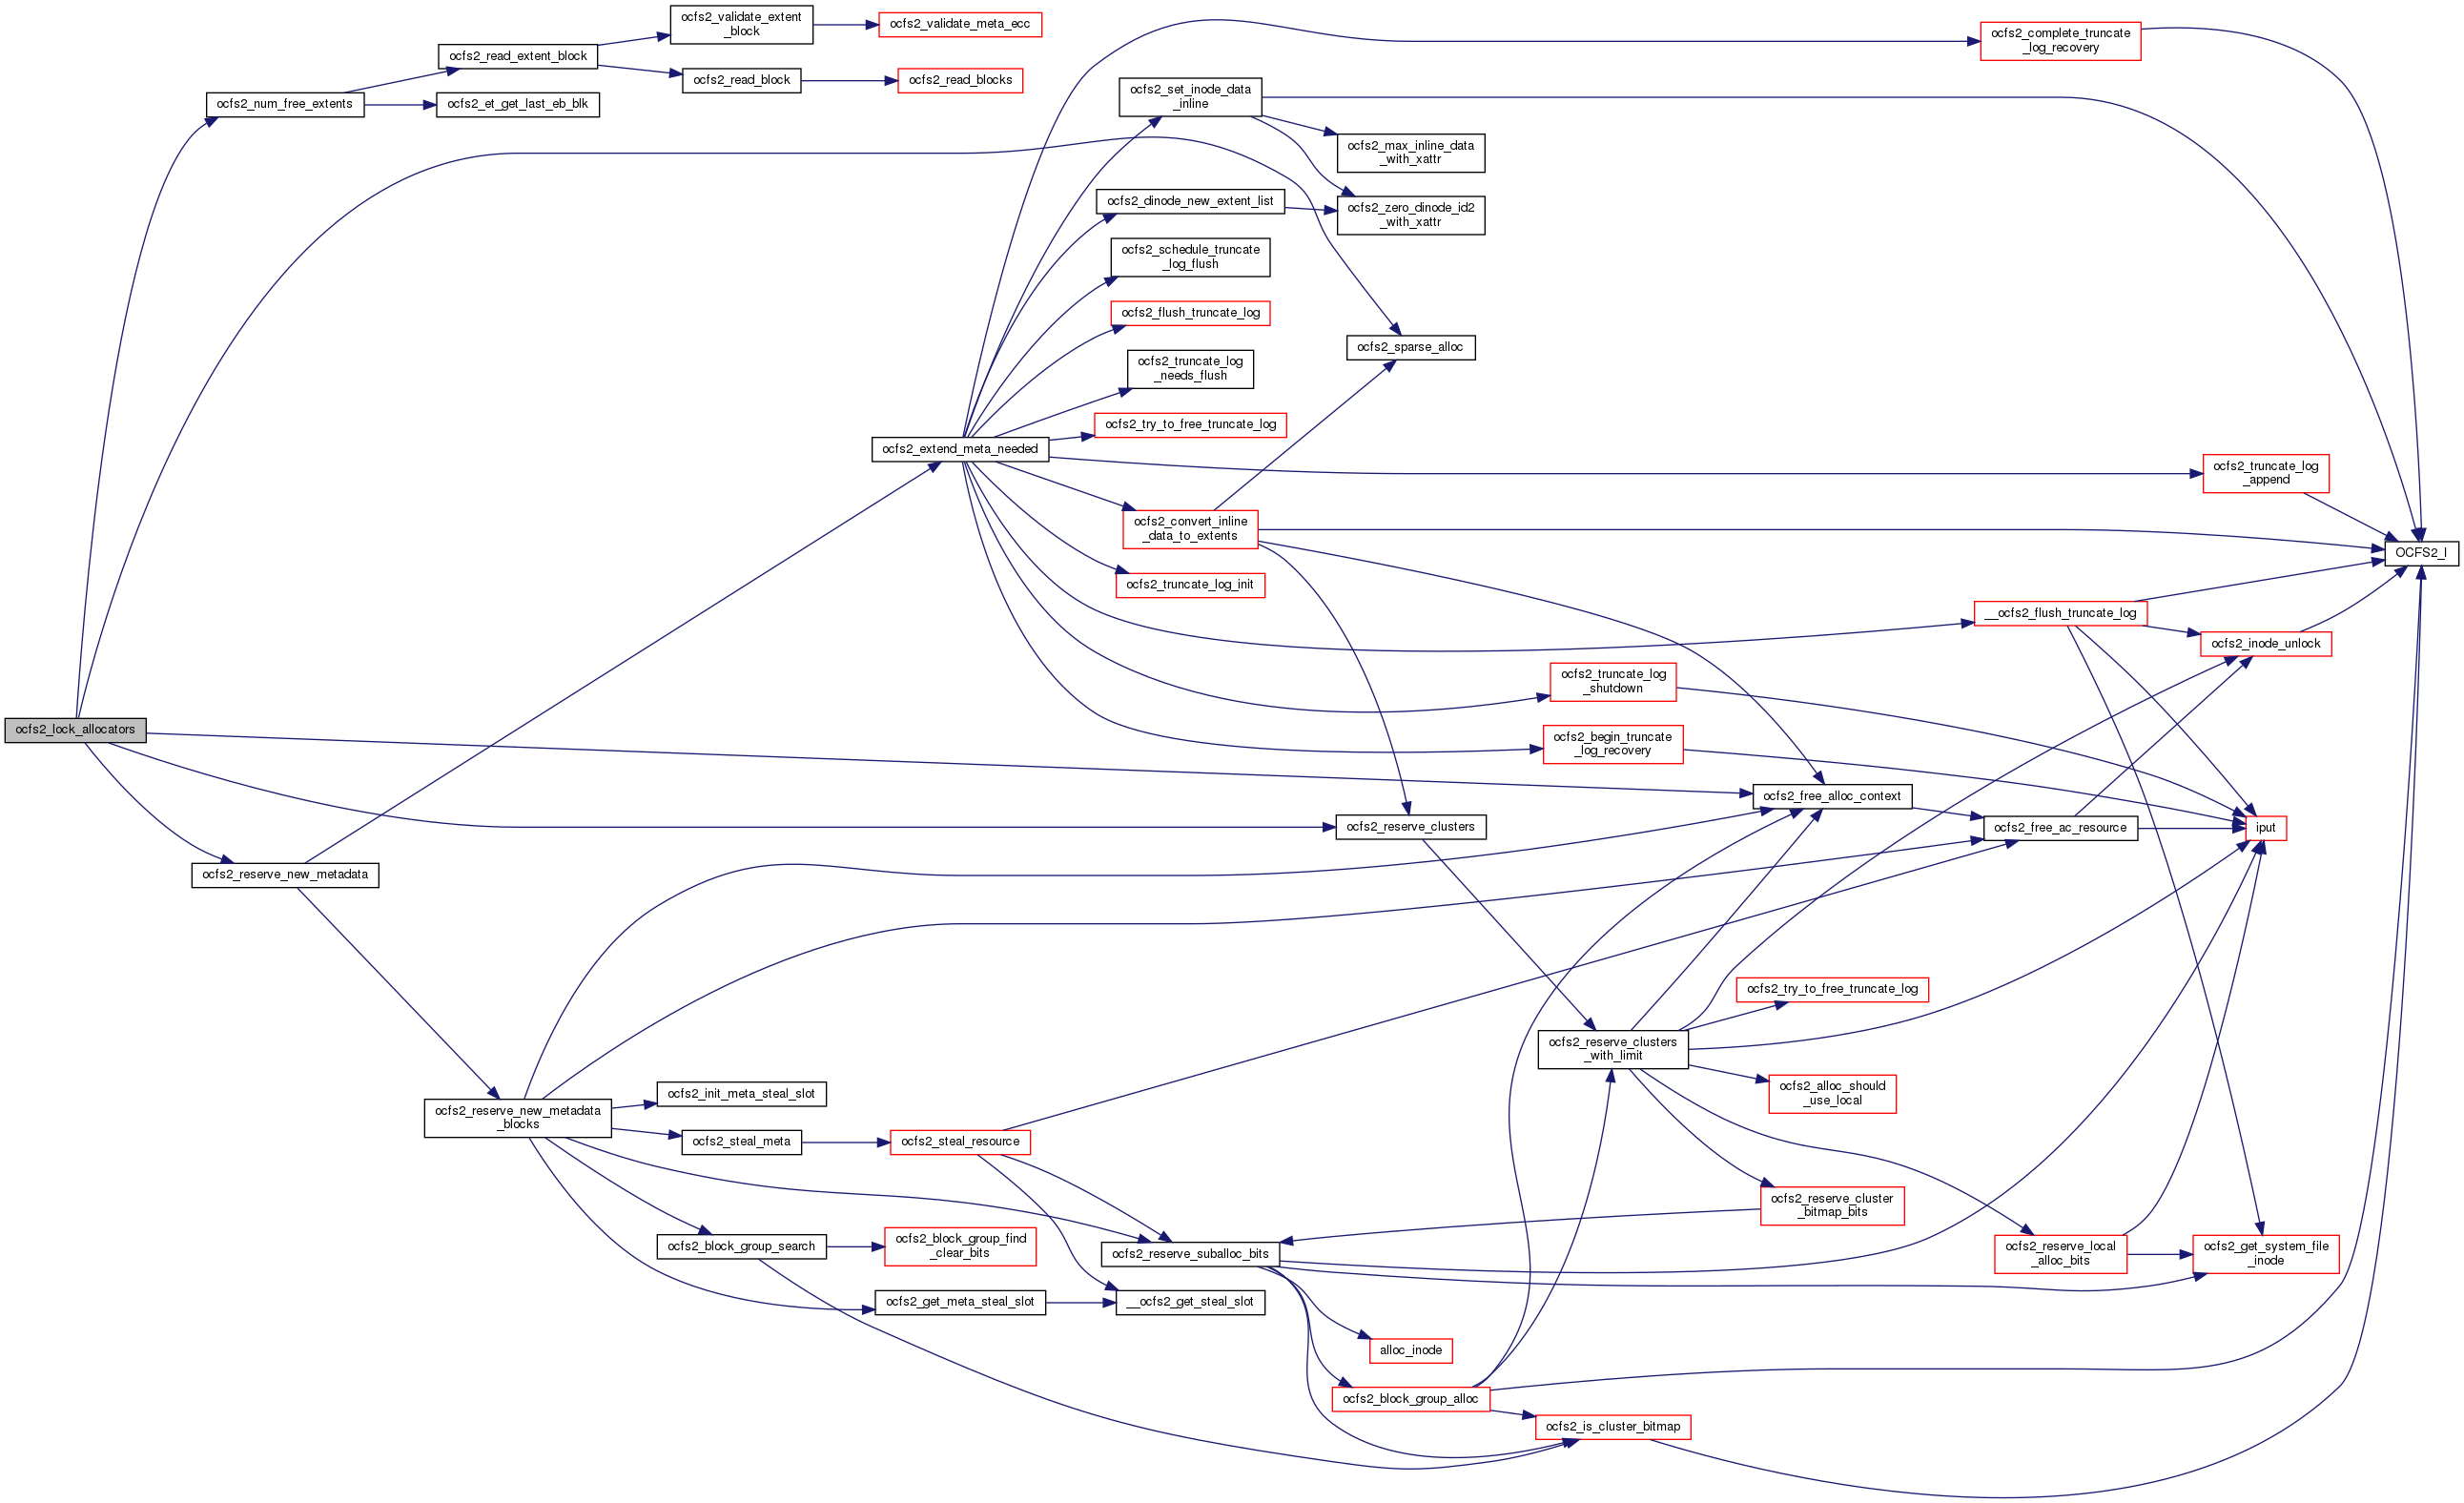 ocfs2_validate_extent
_block
ocfs2_validate_meta_ecc
ocfs2_read_extent_block
ocfs2_read_block
ocfs2_read_blocks
ocfs2_num_free_extents
ocfs2_et_get_last_eb_blk
ocfs2_complete_truncate
_log_recovery
ocfs2_set_inode_data
_inline
ocfs2_max_inline_data
_with_xattr
ocfs2_dinode_new_extent_list
ocfs2_zero_dinode_id2
_with_xattr
ocfs2_schedule_truncate
_log_flush
ocfs2_flush_truncate_log
ocfs2_sparse_alloc
ocfs2_truncate_log
_needs_flush
ocfs2_try_to_free_truncate_log
ocfs2_extend_meta_needed
ocfs2_truncate_log
_append
ocfs2_convert_inline
_data_to_extents
OCFS2_I
ocfs2_truncate_log_init
__ocfs2_flush_truncate_log
ocfs2_inode_unlock
ocfs2_truncate_log
_shutdown
ocfs2_lock_allocators
ocfs2_begin_truncate
_log_recovery
ocfs2_free_alloc_context
ocfs2_reserve_clusters
ocfs2_free_ac_resource
iput
ocfs2_reserve_new_metadata
ocfs2_try_to_free_truncate_log
ocfs2_reserve_clusters
_with_limit
ocfs2_alloc_should
_use_local
ocfs2_init_meta_steal_slot
ocfs2_reserve_new_metadata
_blocks
ocfs2_steal_meta
ocfs2_steal_resource
ocfs2_reserve_cluster
_bitmap_bits
ocfs2_block_group_search
ocfs2_block_group_find
_clear_bits
ocfs2_reserve_suballoc_bits
ocfs2_reserve_local
_alloc_bits
ocfs2_get_system_file
_inode
ocfs2_get_meta_steal_slot
__ocfs2_get_steal_slot
alloc_inode
ocfs2_block_group_alloc
ocfs2_is_cluster_bitmap